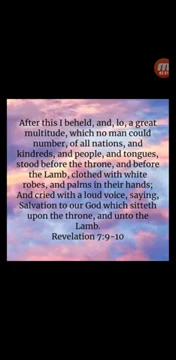 After this I beheld, and, lo, a great
multitude, which no man could
number, of all nations, and
kindreds, and people, and tongues,
stood before the throne, and before
the Lamb, clothed with white
robes, and palms in their hands;
And cried with a loud voice, saying,
Salvation to our God which sitteth
upon the throne, and unto the
Lamb.
Revelation 7:9-10